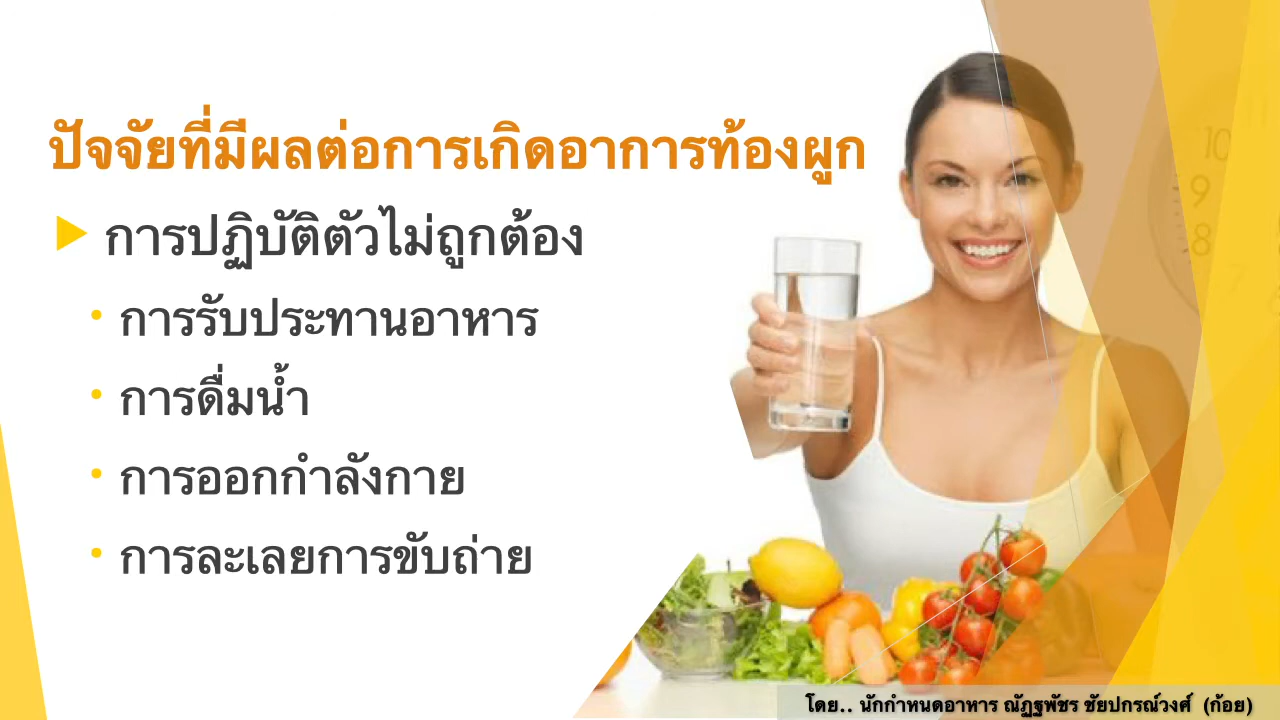 ปัจจัยที่มีผลต่อการเกิดอาการท้องผูก
การปฏิบัติตัวไม่ถูกต้อง
• การรับประทานอาหาร
• การดื่มน้ำ
• การออกกำลังกาย
• การละเลยการขับถ่าย
10
9
8
7
โดย.. นักกำหนดอาหาร ณัฏฐพัชร ชัยปกรณ์วงศ์ (ก้อย)